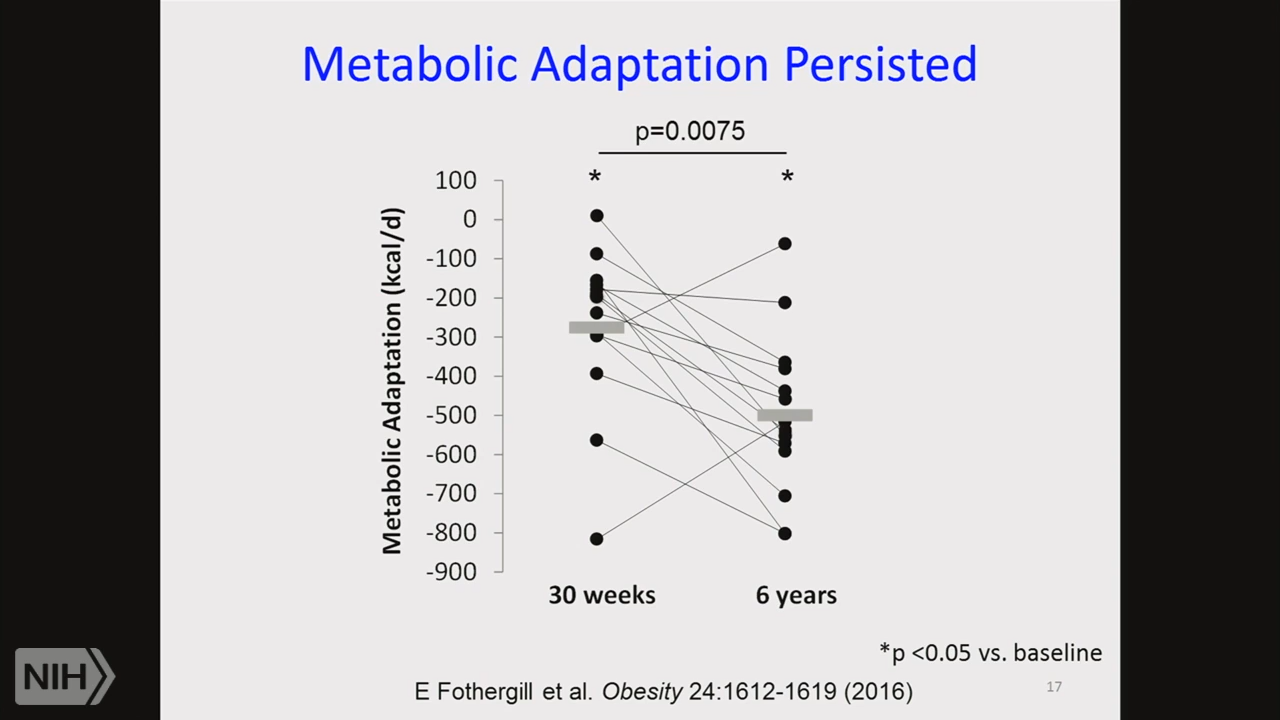 Metabolic Adaptation Persisted
p=0.0075
* *
Metabolic Adaptation (kcal/d)
100
0
-100
-200
-300
-400
-500
-600
-700
-800
-900
30 weeks 6 years
*p <0.05 vs. baseline
NIH
E Fothergill et al. Obesity 24:1612-1619 (2016)
17